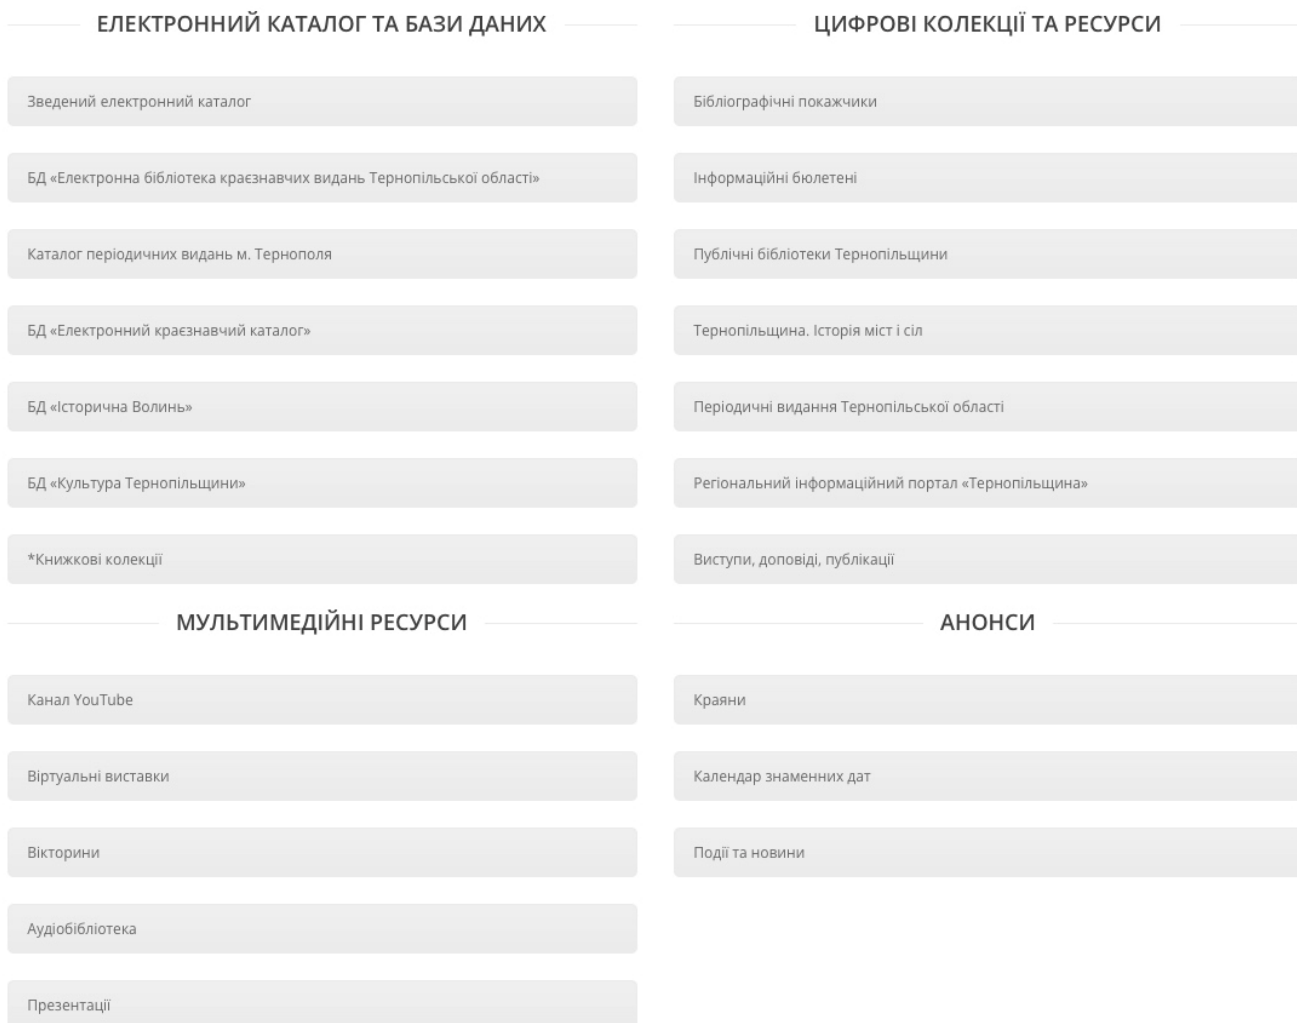 ЕЛЕКТРОННИЙ КАТАЛОГ ТА БАЗИ ДАНИХ
Зведений електронний каталог
БД «Електронна бібліотека краєзнавчих видань Тернопільської області»
Каталог періодичних видань м. Тернополя
БД «Електронний краєзнавчий каталог»
БД «Історична Волинь»
БД «Культура Тернопільщини»
*Книжкові колекції
ЦИФРОВІ КОЛЕКЦІЇ ТА РЕСУРСИ
Бібліографічні покажчики
Інформаційні бюлетені
Публічні бібліотеки Тернопільщини
Тернопільщина. Історія міст і сіл
Періодичні видання Тернопільської області
Регіональний інформаційний портал «Тернопільщина»
Виступи, доповіді, публікації
МУЛЬТИМЕДІЙНІ РЕСУРСИ
Канал YouTube
Віртуальні виставки
Вікторини
Аудіобібліотека
Презентації
АНОНСИ
Краяни
Календар знаменних дат
Події та новини